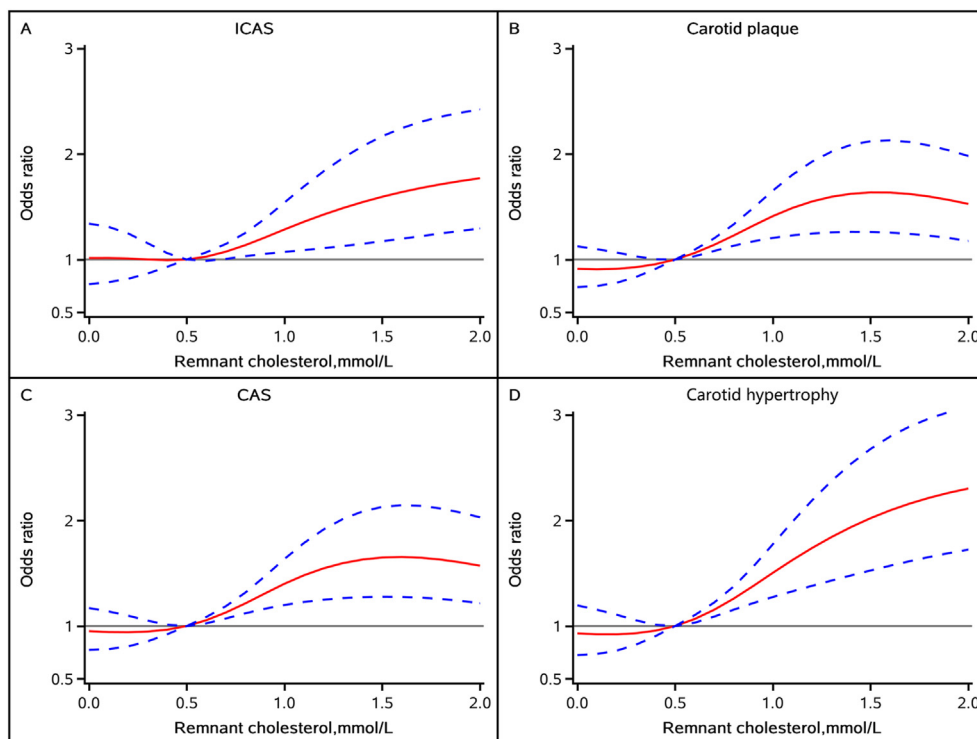 A
ICAS
3
2
1
0.5
Odds ratio
0.0 0.5 1.0 1.5 2.0
Remnant cholesterol,mmol/L
B
Carotid plaque
3
2
1
0.5
Odds ratio
0.0 0.5 1.0 1.5 2.0
Remnant cholesterol,mmol/L
C
CAS
3
2
1
0.5
Odds ratio
0.0 0.5 1.0 1.5 2.0
Remnant cholesterol,mmol/L
D
Carotid hypertrophy
3
2
1
0.5
Odds ratio
0.0 0.5 1.0 1.5 2.0
Remnant cholesterol,mmol/L